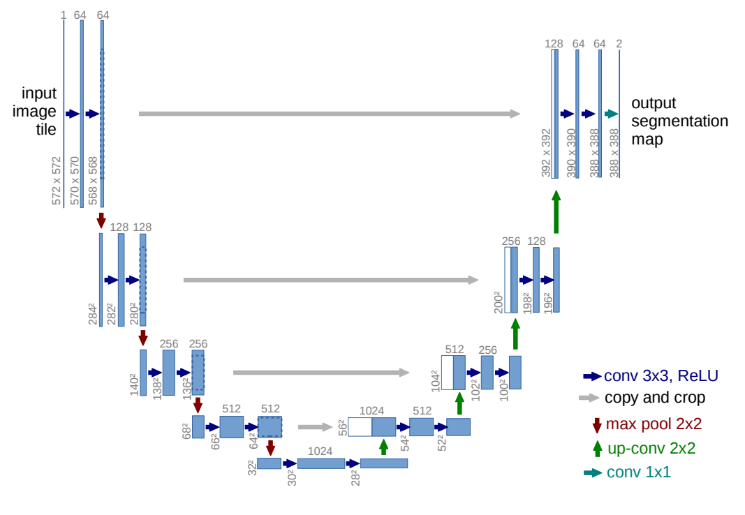 1 64 64
128 64 64 2
input
image
tile
output
segmentation
map
572 x 572
570 x 570
568 x 568
392 x 392
390 x 390
388 x 388
388 x 388
128 128
256 128
284²
282²
280²
200²
198²
196²
256 256
512 256
140²
138²
136²
104²
102²
100²
512 512
1024 512
68²
66²
64²
56²
54²
52²
1024
32²
30²
28²
conv 3x3, ReLU
copy and crop
max pool 2x2
up-conv 2x2
conv 1x1